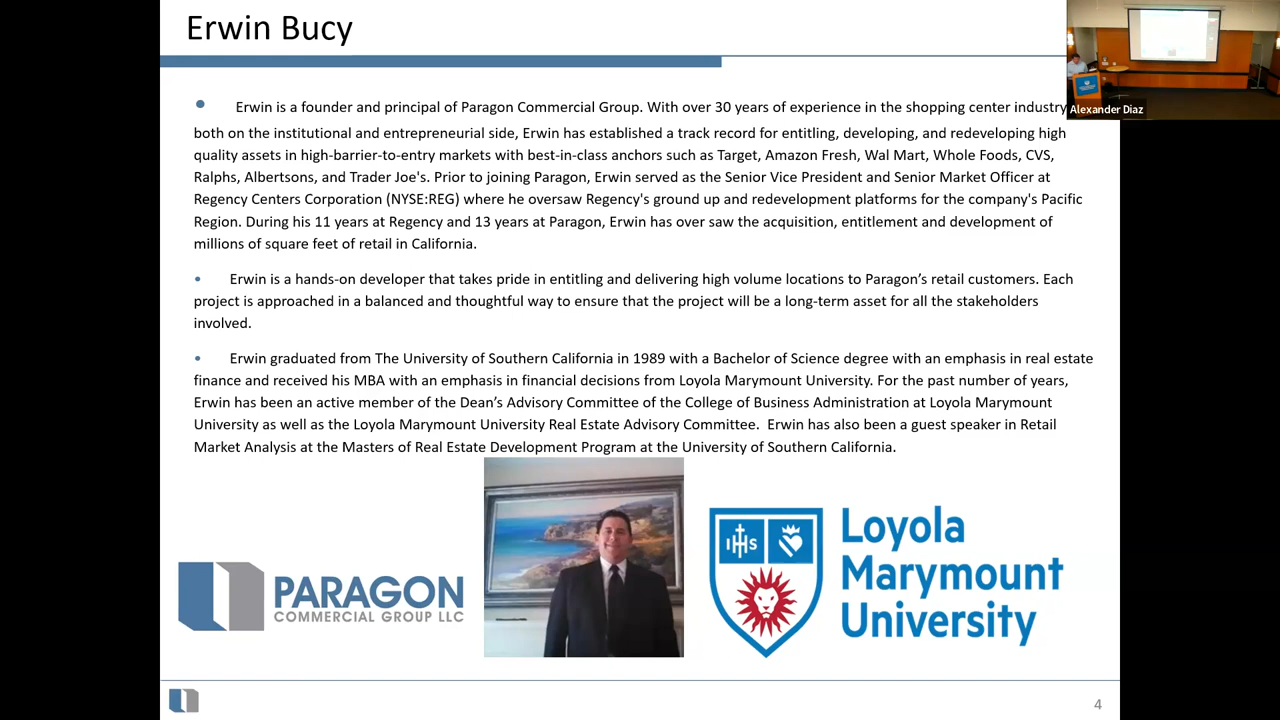 Erwin Bucy
Alexander Diaz
• Erwin is a founder and principal of Paragon Commercial Group. With over 30 years of experience in the shopping center industry
both on the institutional and entrepreneurial side, Erwin has established a track record for entitling, developing, and redeveloping high
quality assets in high-barrier-to-entry markets with best-in-class anchors such as Target, Amazon Fresh, Wal Mart, Whole Foods, CVS,
Ralphs, Albertsons, and Trader Joe's. Prior to joining Paragon, Erwin served as the Senior Vice President and Senior Market Officer at
Regency Centers Corporation (NYSE:REG) where he oversaw Regency's ground up and redevelopment platforms for the company's Pacific
Region. During his 11 years at Regency and 13 years at Paragon, Erwin has over saw the acquisition, entitlement and development of
millions of square feet of retail in California.
• Erwin is a hands-on developer that takes pride in entitling and delivering high volume locations to Paragon’s retail customers. Each
project is approached in a balanced and thoughtful way to ensure that the project will be a long-term asset for all the stakeholders
involved.
• Erwin graduated from The University of Southern California in 1989 with a Bachelor of Science degree with an emphasis in real estate
finance and received his MBA with an emphasis in financial decisions from Loyola Marymount University. For the past number of years,
Erwin has been an active member of the Dean’s Advisory Committee of the College of Business Administration at Loyola Marymount
University as well as the Loyola Marymount University Real Estate Advisory Committee.  Erwin has also been a guest speaker in Retail
Market Analysis at the Masters of Real Estate Development Program at the University of Southern California.
PARAGON
COMMERCIAL GROUP LLC
IHS
Loyola
Marymount
University
4